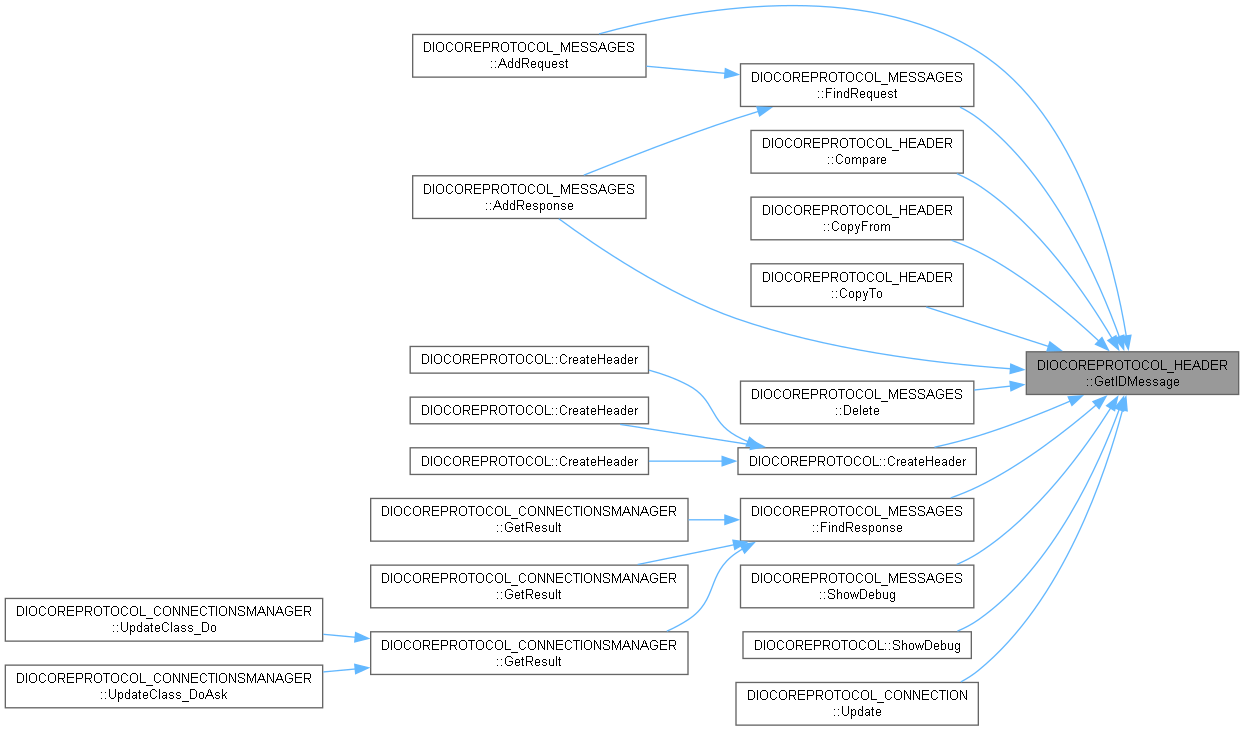 DIOCOREPROTOCOL_MESSAGES
::AddRequest
DIOCOREPROTOCOL_MESSAGES
::FindRequest
DIOCOREPROTOCOL_HEADER
::Compare
DIOCOREPROTOCOL_MESSAGES
::AddResponse
DIOCOREPROTOCOL_HEADER
::CopyFrom
DIOCOREPROTOCOL_HEADER
::CopyTo
DIOCOREPROTOCOL::CreateHeader
DIOCOREPROTOCOL_HEADER
::GetIDMessage
DIOCOREPROTOCOL_MESSAGES
::Delete
DIOCOREPROTOCOL::CreateHeader
DIOCOREPROTOCOL::CreateHeader
DIOCOREPROTOCOL::CreateHeader
DIOCOREPROTOCOL_CONNECTIONSMANAGER
::GetResult
DIOCOREPROTOCOL_MESSAGES
::FindResponse
DIOCOREPROTOCOL_CONNECTIONSMANAGER
::GetResult
DIOCOREPROTOCOL_MESSAGES
::ShowDebug
DIOCOREPROTOCOL_CONNECTIONSMANAGER
::UpdateClass_Do
DIOCOREPROTOCOL_CONNECTIONSMANAGER
::GetResult
DIOCOREPROTOCOL::ShowDebug
DIOCOREPROTOCOL_CONNECTIONSMANAGER
::UpdateClass_DoAsk
DIOCOREPROTOCOL_CONNECTION
::Update